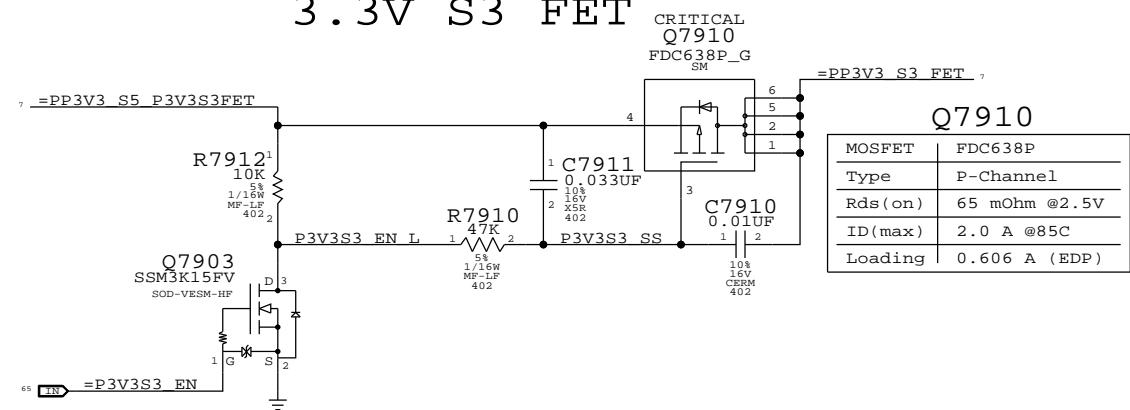 3.3V S3 FET
CRITICAL
Q7910
FDC638P_G
SM
=PP3V3_S3_FET
7
7
=PP3V3_S5_P3V3S3FET
4
6
5
2
1
3
Q7910
MOSFET FDC638P
Type P-Channel
Rds(on) 65 mOhm @2.5V
ID(max) 2.0 A @85C
Loading 0.606 A (EDP)
R7912
1
10K
5%
1/16W
MF-LF
402
2
1
C7911
0.033UF
10%
16V
X5R
402
2
R7910
47K
1
2
5%
1/16W
MF-LF
402
C7910
0.01UF
1
2
10%
16V
CERM
402
P3V3S3_EN_L
P3V3S3_SS
Q7903
SSM3K15FV
SOD-VESM-HF
D 3
1 G
S 2
65 IN =P3V3S3_EN